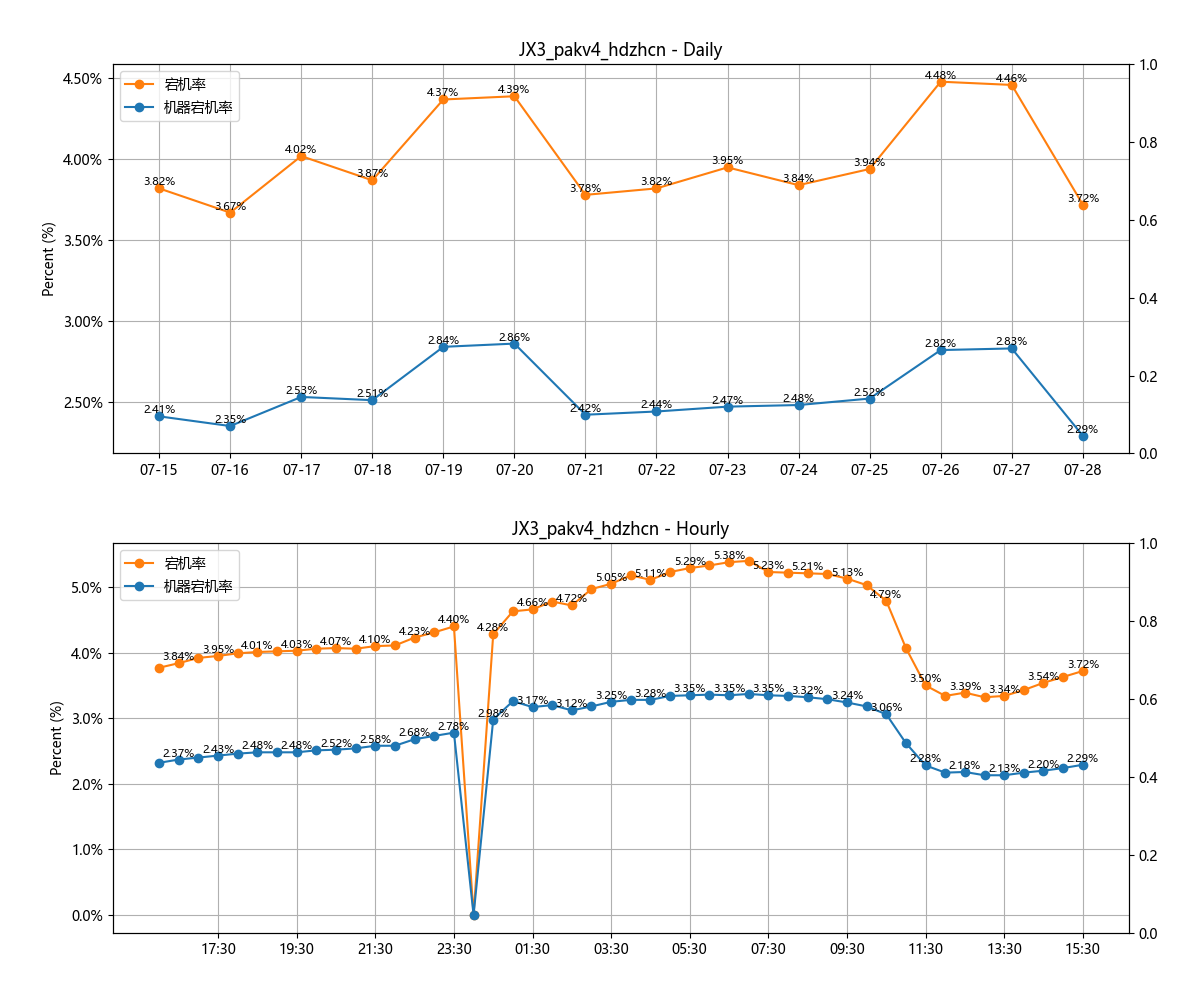 JX3_pakv4_hdzhcn - Daily
宕机率
机器宕机率
Percent (%)
4.50%
4.00%
3.50%
3.00%
2.50%
1.0
0.8
0.6
0.4
0.2
0.0
3.82% 3.67% 4.02% 3.87% 4.37% 4.39% 3.78% 3.82% 3.95% 3.84% 3.94% 4.48% 4.46% 3.72%
2.41% 2.35% 2.53% 2.51% 2.84% 2.86% 2.42% 2.44% 2.47% 2.48% 2.52% 2.82% 2.83% 2.29%
07-15 07-16 07-17 07-18 07-19 07-20 07-21 07-22 07-23 07-24 07-25 07-26 07-27 07-28
JX3_pakv4_hdzhcn - Hourly
宕机率
机器宕机率
Percent (%)
5.0%
4.0%
3.0%
2.0%
1.0%
0.0%
1.0
0.8
0.6
0.4
0.2
0.0
3.84% 3.95% 4.01% 4.03% 4.07% 4.10% 4.23% 4.40% 4.28% 4.66% 4.72% 5.05% 5.11% 5.29% 5.38% 5.23% 5.21% 5.13% 4.79% 3.50% 3.39% 3.34% 3.54% 3.72%
2.37% 2.43% 2.48% 2.48% 2.52% 2.58% 2.68% 2.78% 2.98% 3.17% 3.12% 3.25% 3.28% 3.35% 3.35% 3.35% 3.32% 3.24% 3.06% 2.28% 2.18% 2.13% 2.20% 2.29%
17:30 19:30 21:30 23:30 01:30 03:30 05:30 07:30 09:30 11:30 13:30 15:30